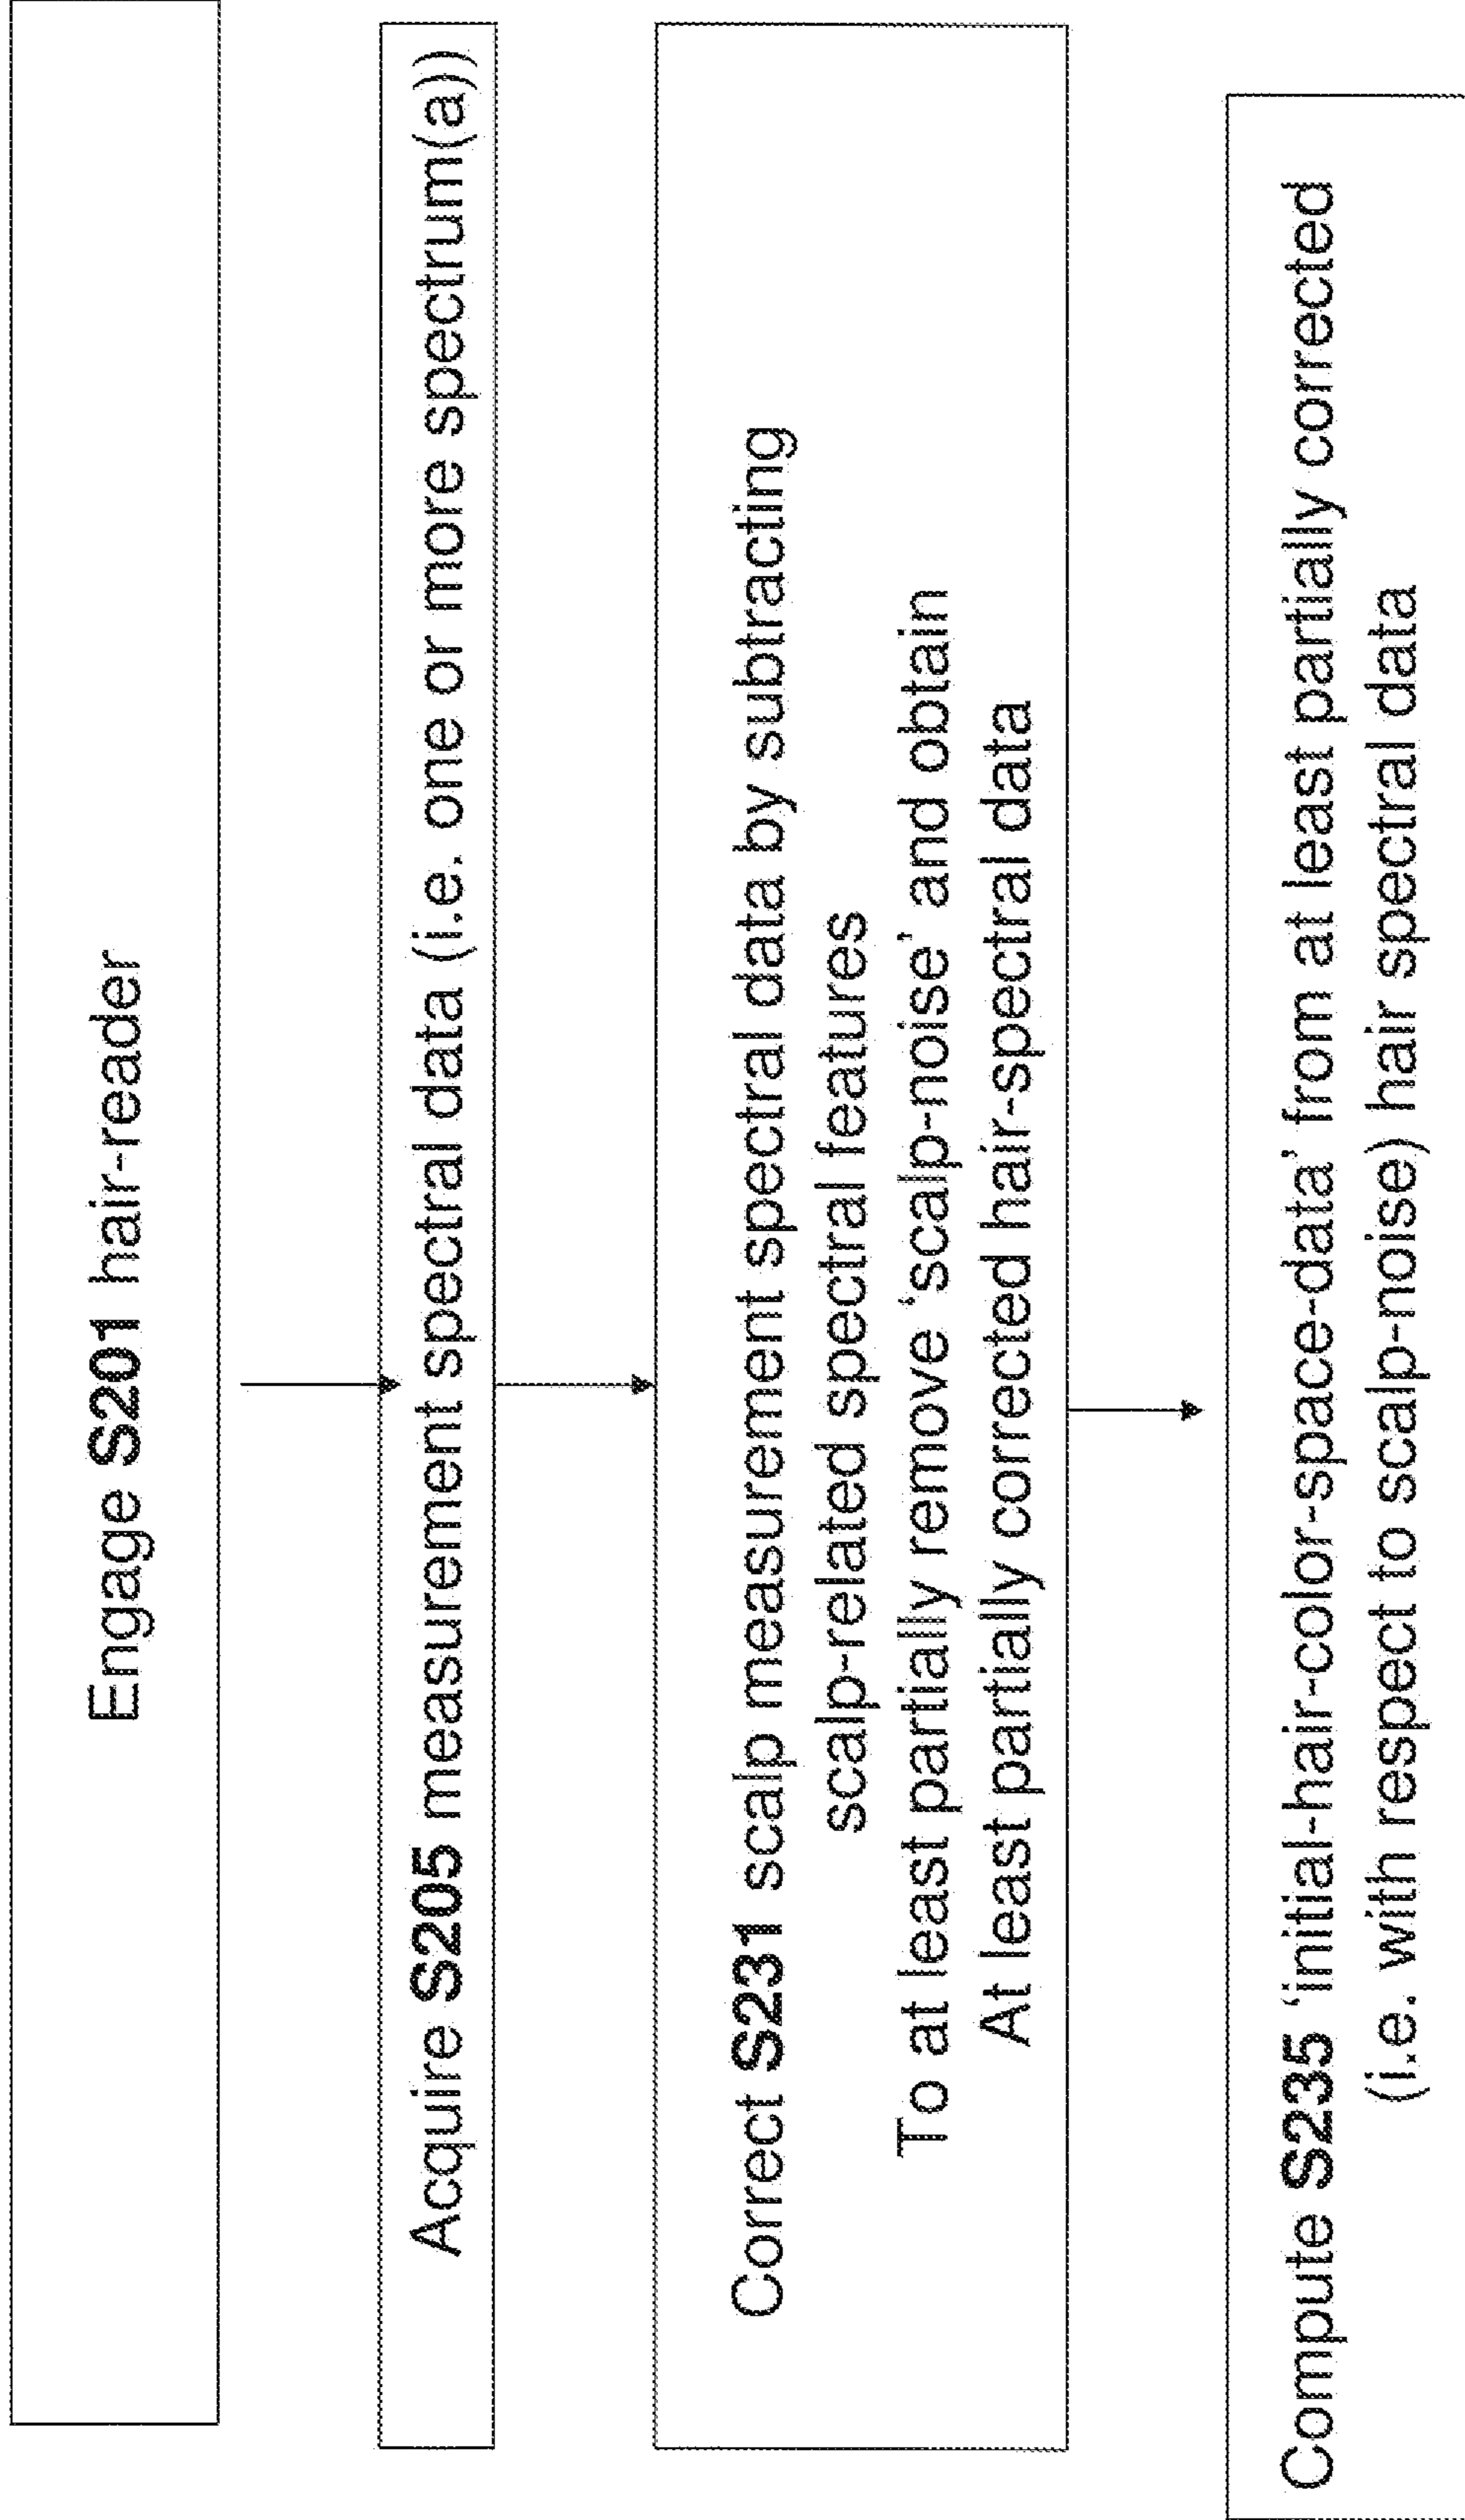 Engage S201 hair-reader
Acquire S205 measurement spectral data (i.e. one or more spectrum(a))
Correct S231 scalp measurement spectral data by subtracting
scalp-related spectral features
To at least partially remove ‘scalp-noise’ and obtain
At least partially corrected hair-spectral data
Compute S235 ‘initial-hair-color-space-data’ from at least partially corrected
(i.e. with respect to scalp-noise) hair spectral data